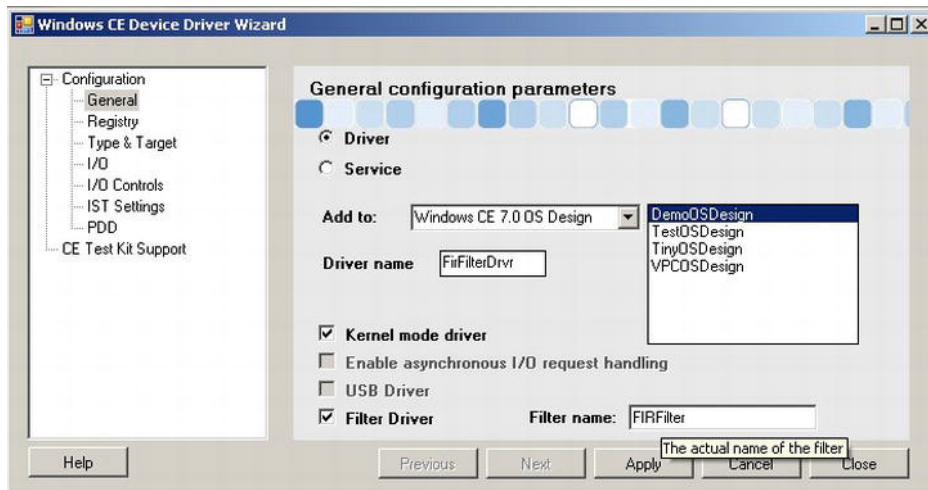 Windows CE Device Driver Wizard
Configuration
General
Registry
Type & Target
I/O
I/O Controls
IST Settings
PDD
CE Test Kit Support
General configuration parameters
Driver
Service
Add to: Windows CE 7.0 OS Design
DemoOSDesign
TestOSDesign
TinyOSDesign
VPCOSDesign
Driver name FirFilterDrvr
Kernel mode driver
Enable asynchronous I/O request handling
USB Driver
Filter Driver Filter name: FIRFilter
The actual name of the filter
Help Previous Next Apply Cancel Close